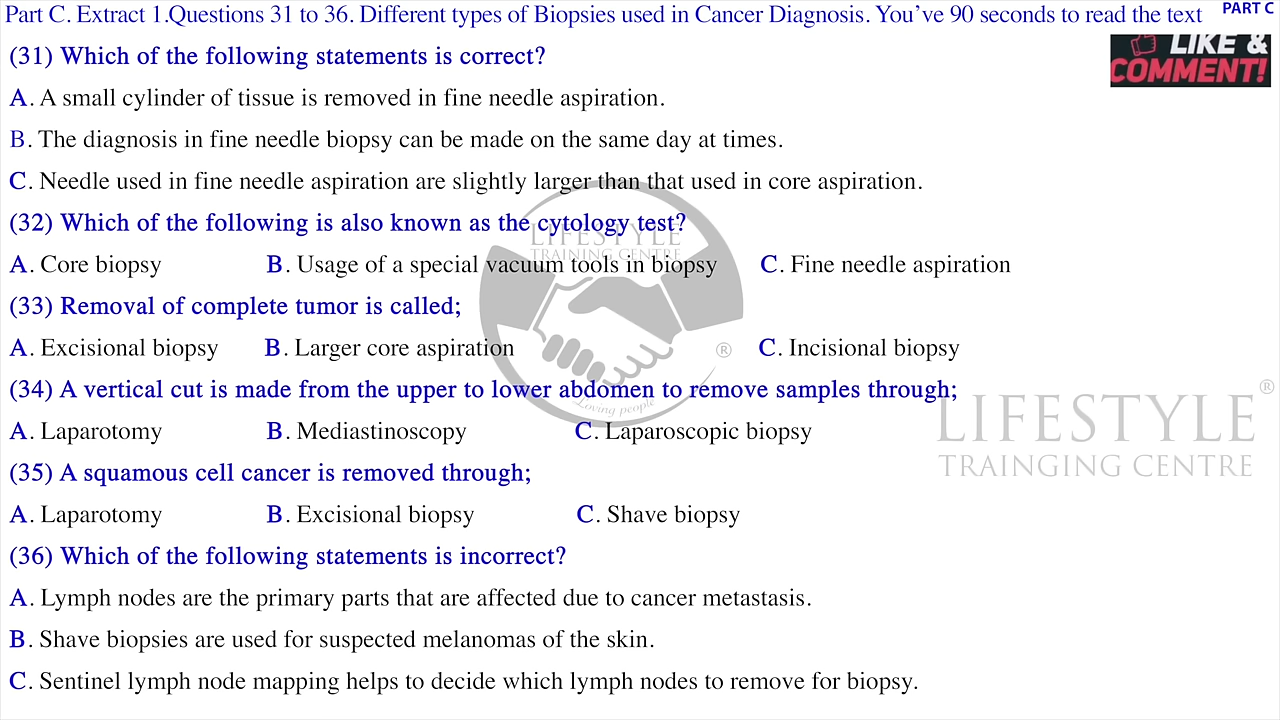 Part C. Extract 1.Questions 31 to 36. Different types of Biopsies used in Cancer Diagnosis. You've 90 seconds to read the text
PART C
LIKE &
COMMENT!
(31) Which of the following statements is correct?
A. A small cylinder of tissue is removed in fine needle aspiration.
B. The diagnosis in fine needle biopsy can be made on the same day at times.
C. Needle used in fine needle aspiration are slightly larger than that used in core aspiration.
(32) Which of the following is also known as the cytology test?
LIFESTYLE
TRAINING CENTRE
A. Core biopsy B. Usage of a special vacuum tools in biopsy C. Fine needle aspiration
(33) Removal of complete tumor is called;
A. Excisional biopsy B. Larger core aspiration C. Incisional biopsy
®
(34) A vertical cut is made from the upper to lower abdomen to remove samples through;
Loving people
A. Laparotomy B. Mediastinoscopy C. Laparoscopic biopsy
LIFESTYLE ®
TRAINGING CENTRE
(35) A squamous cell cancer is removed through;
A. Laparotomy B. Excisional biopsy C. Shave biopsy
(36) Which of the following statements is incorrect?
A. Lymph nodes are the primary parts that are affected due to cancer metastasis.
B. Shave biopsies are used for suspected melanomas of the skin.
C. Sentinel lymph node mapping helps to decide which lymph nodes to remove for biopsy.